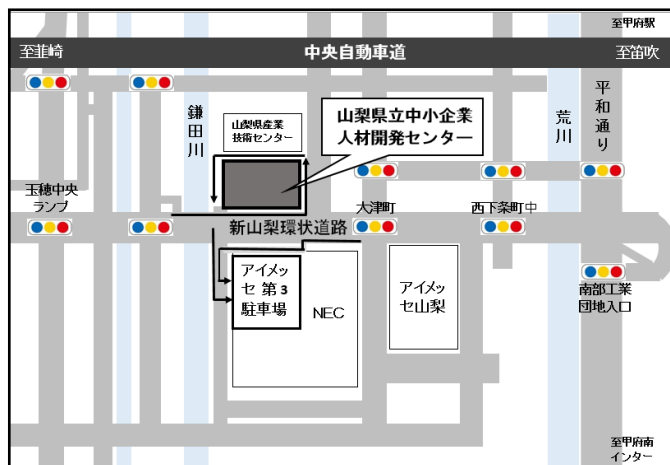 至甲府駅
至韮崎
中央自動車道
至笛吹
鎌田川
山梨県産業
技術センター
山梨県立中小企業
人材開発センター
荒川
平和通り
玉穂中央
ランプ
大津町
西下条町中
新山梨環状道路
アイメッ
セ 第3
駐車場
NEC
アイメッ
セ山梨
南部工業
団地入口
至甲府南
インター